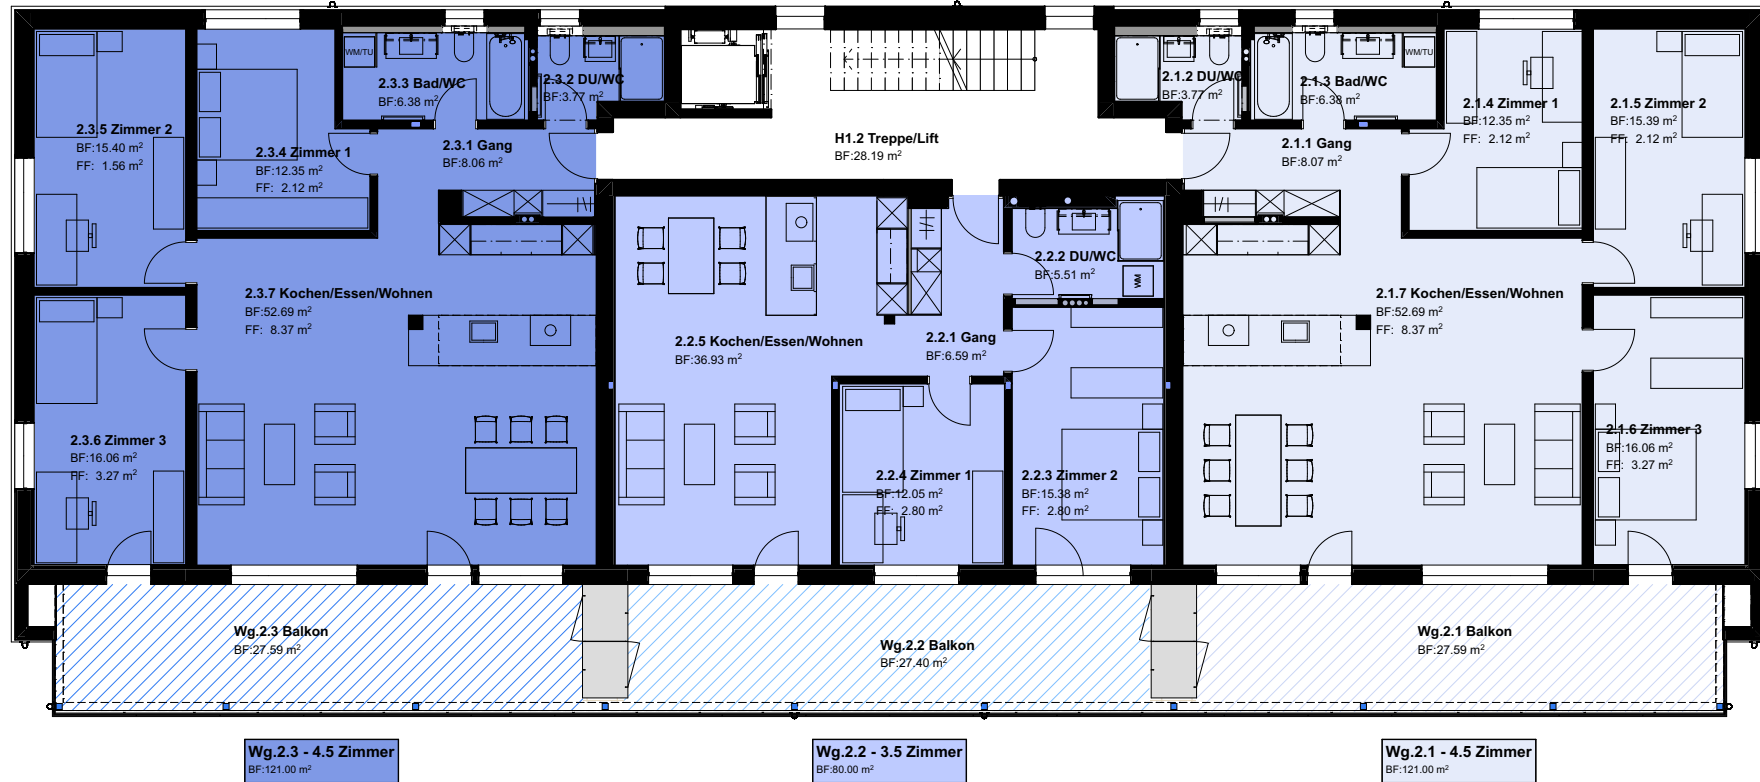 WM/TU
2.3.3 Bad/WC
BF:6.38 m²
2.3.2 DU/WC
BF:3.77 m²
2.1.2 DU/WC
BF:3.77 m²
2.1.3 Bad/WC
BF:6.38 m²
WM/TU
2.3.5 Zimmer 2
BF:15.40 m²
FF: 1.56 m²
2.3.4 Zimmer 1
BF:12.35 m²
FF: 2.12 m²
2.3.1 Gang
BF:8.06 m²
H1.2 Treppe/Lift
BF:28.19 m²
2.1.1 Gang
BF:8.07 m²
2.1.4 Zimmer 1
BF:12.35 m²
FF: 2.12 m²
2.1.5 Zimmer 2
BF:15.39 m²
FF: 2.12 m²
2.2.2 DU/WC
BF:5.51 m²
WM
2.3.7 Kochen/Essen/Wohnen
BF:52.69 m²
FF: 8.37 m²
2.2.5 Kochen/Essen/Wohnen
BF:36.93 m²
2.2.1 Gang
BF:6.59 m²
2.1.7 Kochen/Essen/Wohnen
BF:52.69 m²
FF: 8.37 m²
2.3.6 Zimmer 3
BF:16.06 m²
FF: 3.27 m²
2.2.4 Zimmer 1
BF:12.05 m²
FF: 2.80 m²
2.2.3 Zimmer 2
BF:15.38 m²
FF: 2.80 m²
2.1.6 Zimmer 3
BF:16.06 m²
FF: 3.27 m²
Wg.2.3 Balkon
BF:27.59 m²
Wg.2.2 Balkon
BF:27.40 m²
Wg.2.1 Balkon
BF:27.59 m²
Wg.2.3 - 4.5 Zimmer
BF:121.00 m²
Wg.2.2 - 3.5 Zimmer
BF:80.00 m²
Wg.2.1 - 4.5 Zimmer
BF:121.00 m²